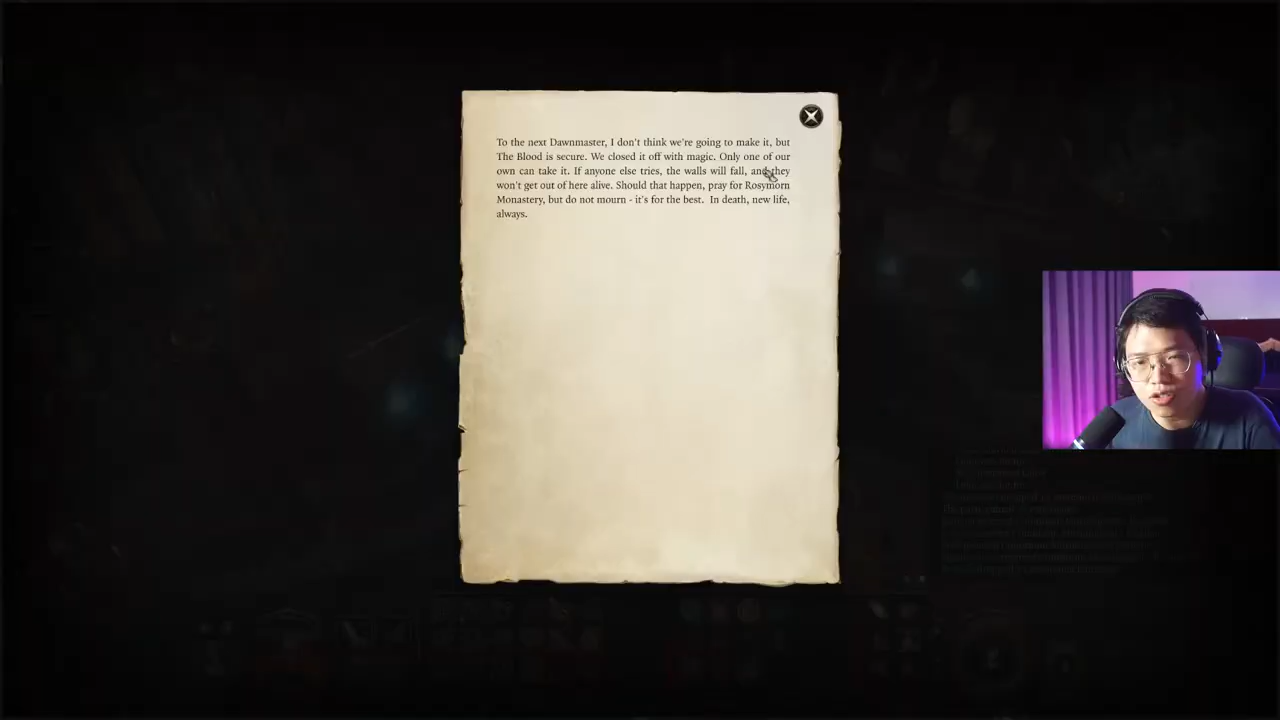 To the next Dawnmaster, I don't think we're going to make it, but
The Blood is secure. We closed it off with magic. Only one of our
own can take it. If anyone else tries, the walls will fall, and they
won't get out of here alive. Should that happen, pray for Rosymorn
Monastery, but do not mourn - it's for the best. In death, new life,
always.